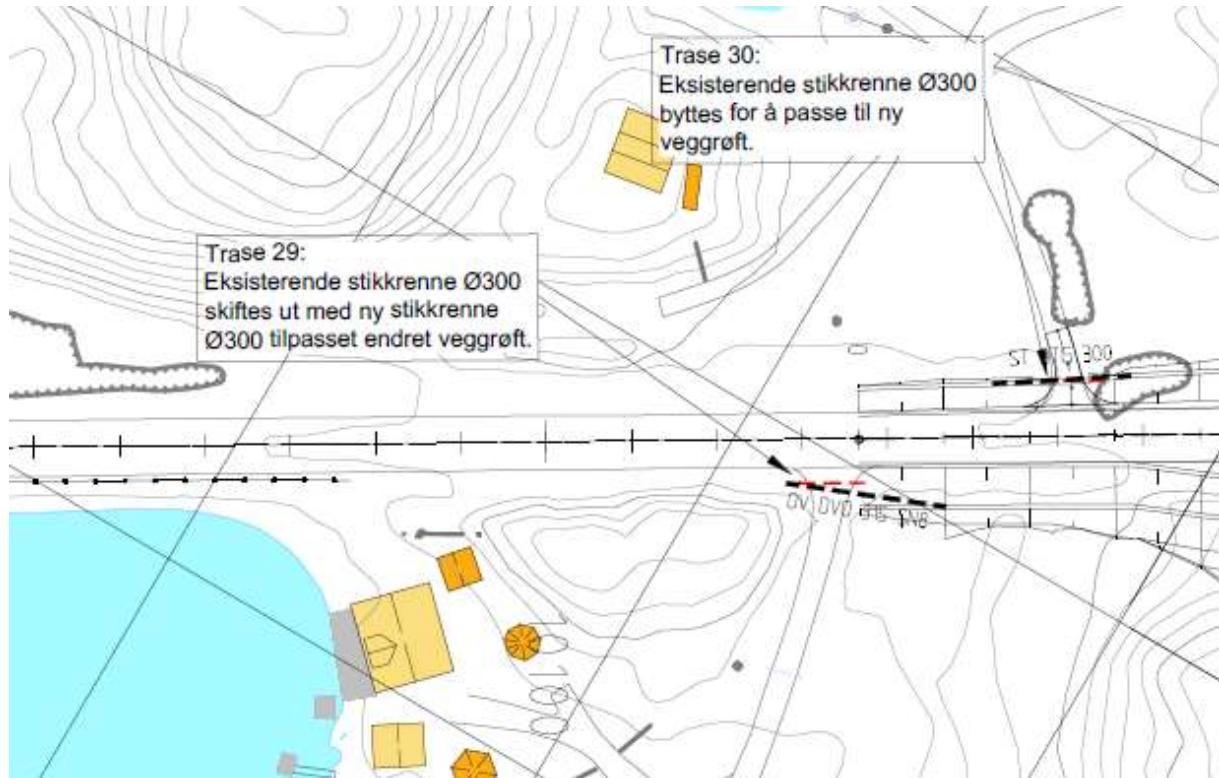 Trase 30:
Eksisterende stikkrenne Ø300
byttes for å passe til ny
veggrøft.
Trase 29:
Eksisterende stikkrenne Ø300
skiftes ut med ny stikkrenne
Ø300 tilpasset endret veggrøft.
ST 300